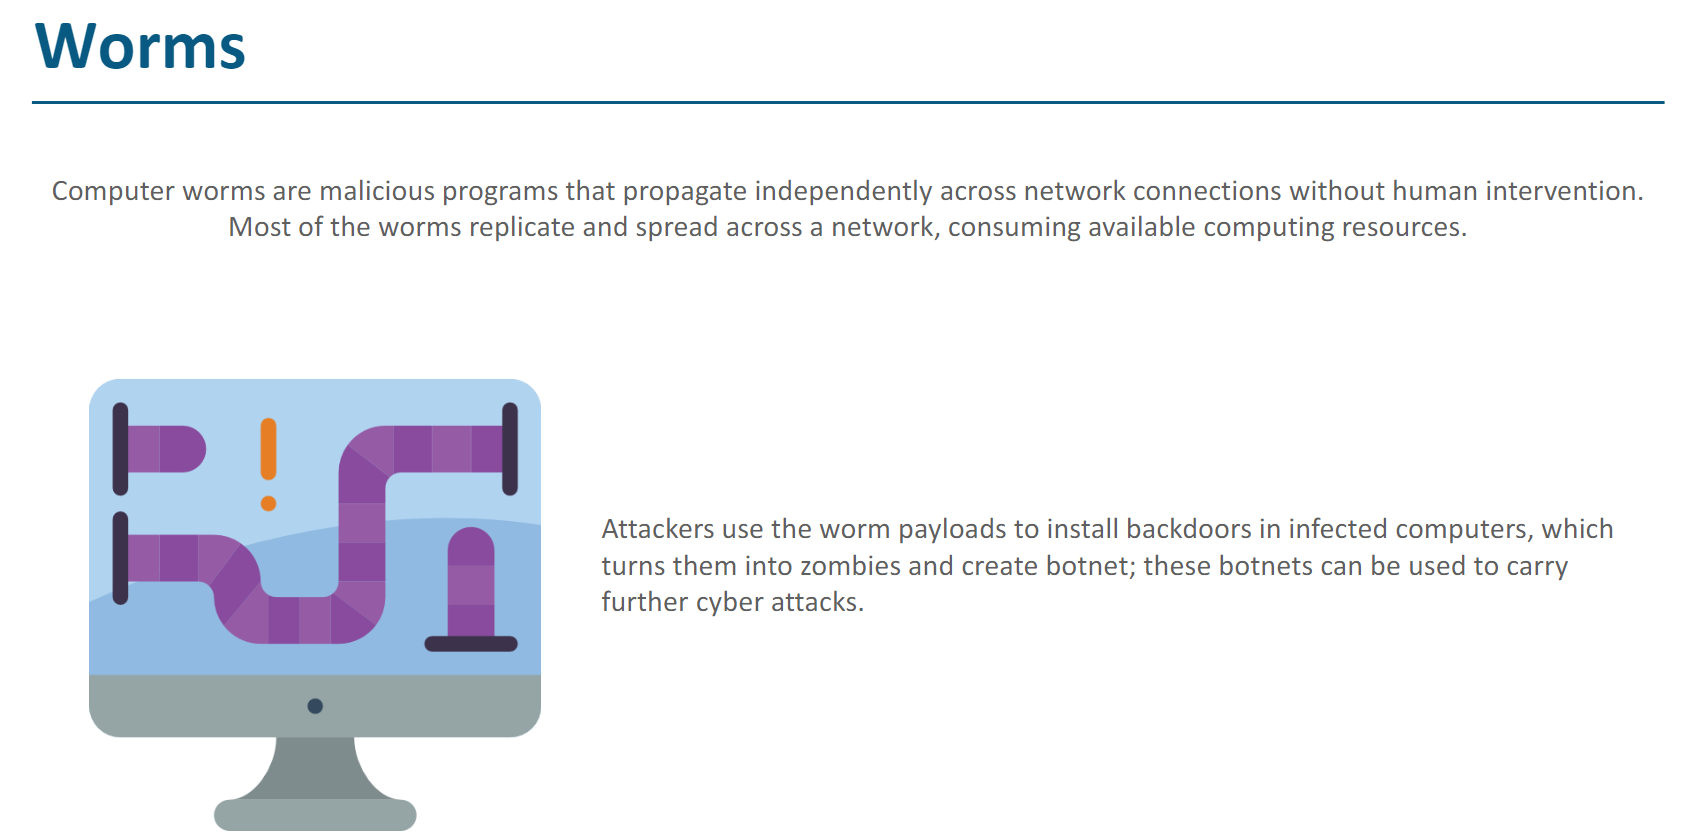 Worms
Computer worms are malicious programs that propagate independently across network connections without human intervention.
Most of the worms replicate and spread across a network, consuming available computing resources.
Attackers use the worm payloads to install backdoors in infected computers, which
turns them into zombies and create botnet; these botnets can be used to carry
further cyber attacks.